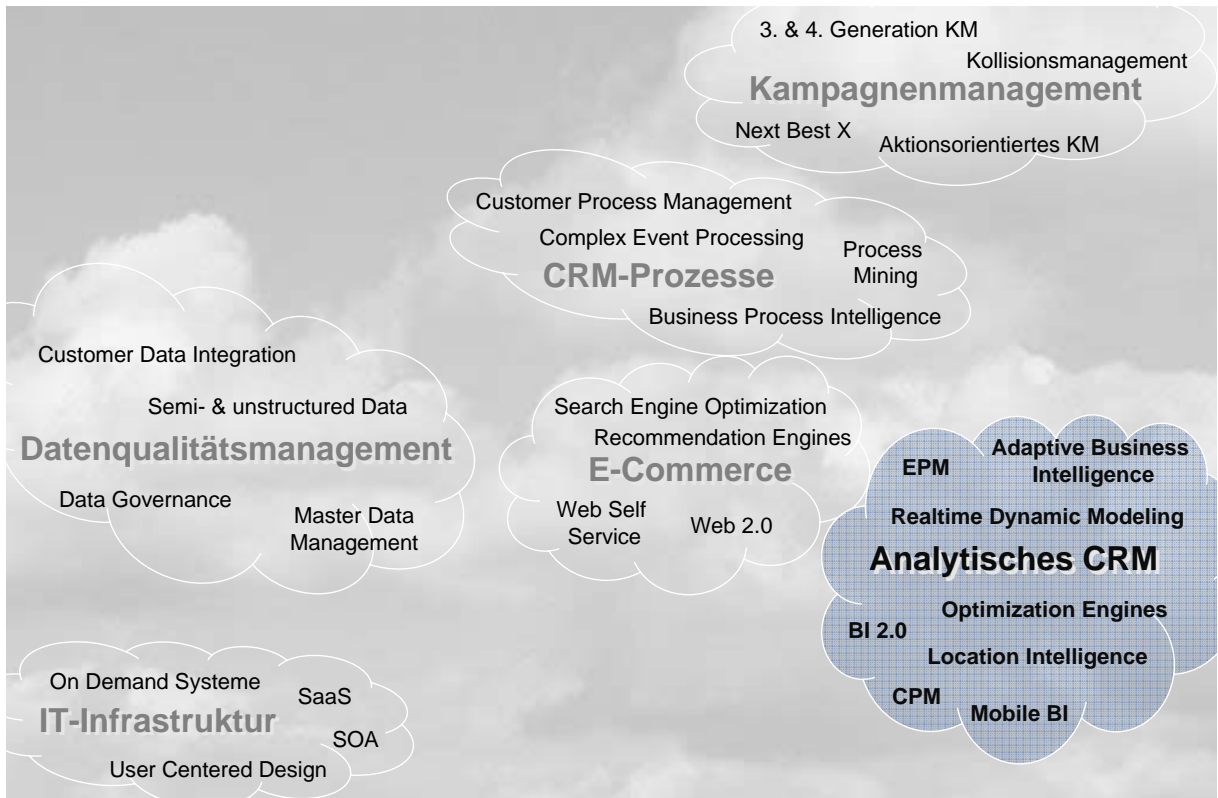 3. & 4. Generation KM
Kollisionsmanagement
Kampagnenmanagement
Next Best X
Aktionsorientiertes KM
Customer Process Management
Complex Event Processing
Process
Mining
CRM-Prozesse
Business Process Intelligence
Customer Data Integration
Semi- & unstructured Data
Datenqualitätsmanagement
Data Governance
Master Data
Management
Search Engine Optimization
Recommendation Engines
E-Commerce
Web Self
Service
Web 2.0
EPM
Adaptive Business
Intelligence
Realtime Dynamic Modeling
Analytisches CRM
Optimization Engines
BI 2.0
Location Intelligence
CPM
Mobile BI
On Demand Systeme
SaaS
IT-Infrastruktur
SOA
User Centered Design